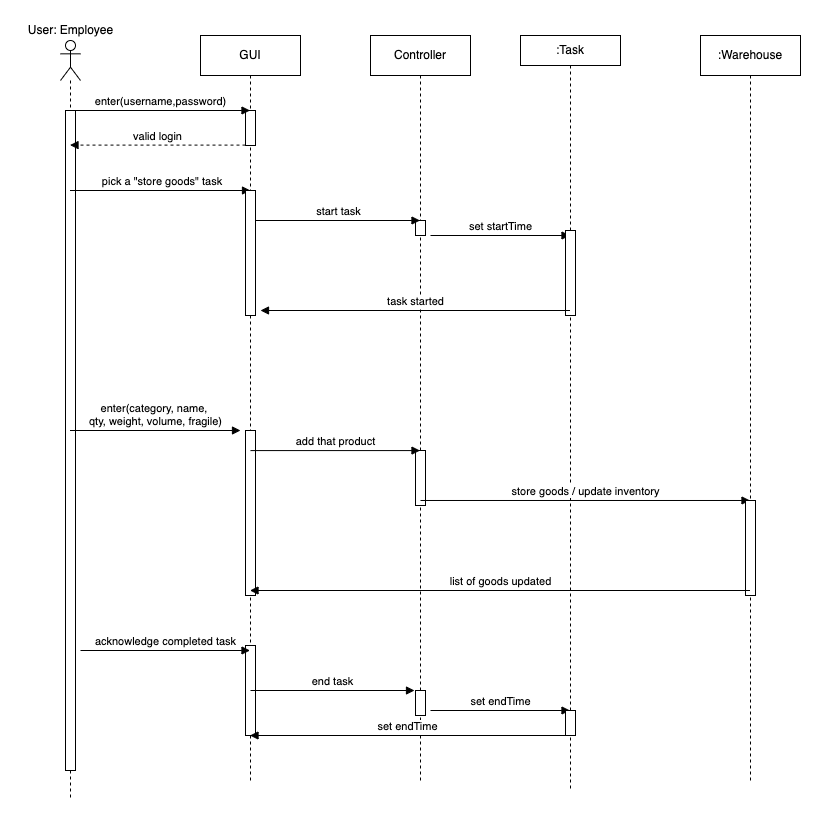 User: Employee
GUI
Controller
:Task
:Warehouse
enter(username,password)
valid login
pick a "store goods" task
start task
set startTime
task started
enter(category, name,
qty, weight, volume, fragile)
add that product
store goods / update inventory
list of goods updated
acknowledge completed task
end task
set endTime
set endTime